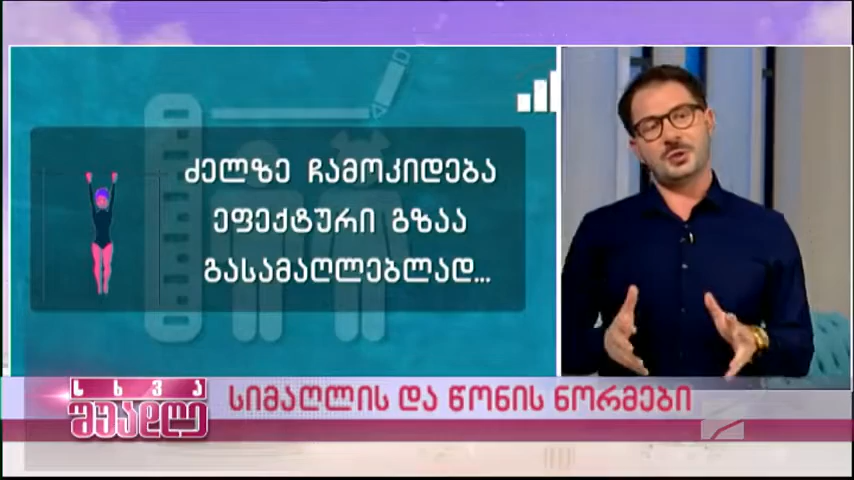 ძელზე ჩამოკიდება
ეფექტური გზაა
გასამაღლებლად...
სხვა
შუადღე
სიმაღლის და წონის ნორმები